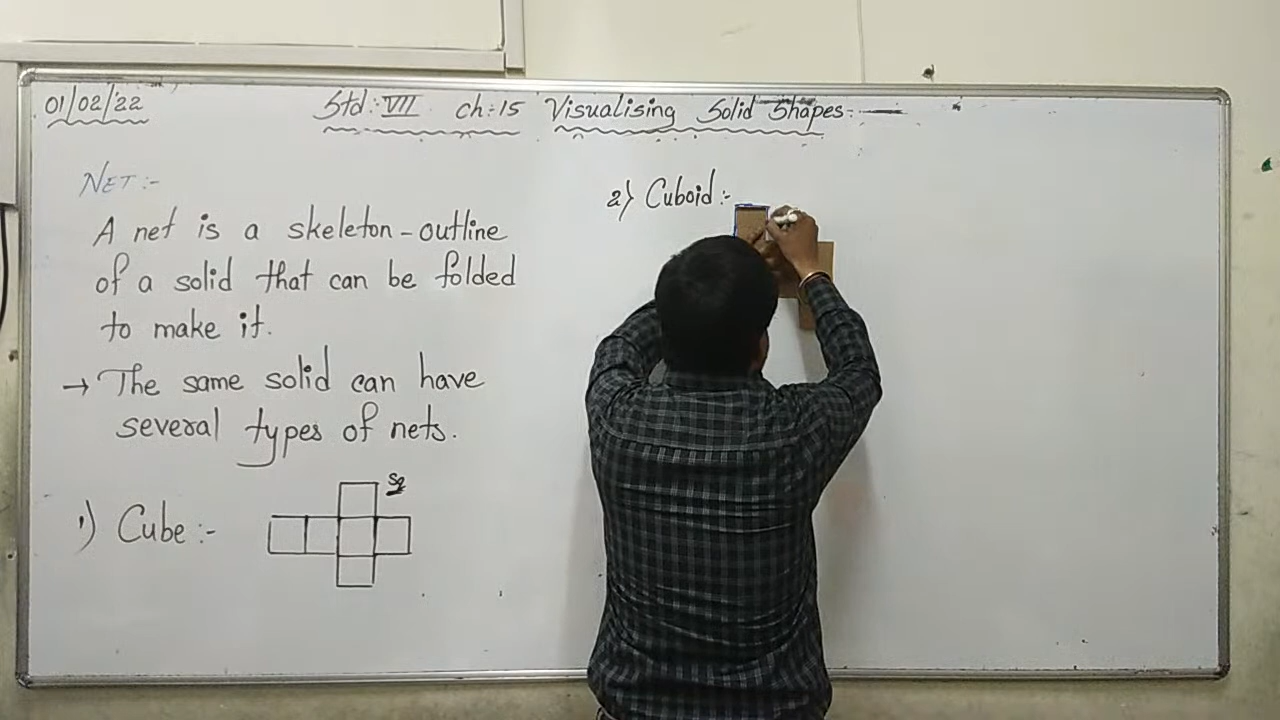 01/02/22
Std:- VII ch:-15 Visualising Solid Shapes:-
NET:-
A net is a skeleton-outline
of a solid that can be folded
to make it.
→ The same solid can have
several types of nets.
1) Cube:-
Sq
2) Cuboid:-